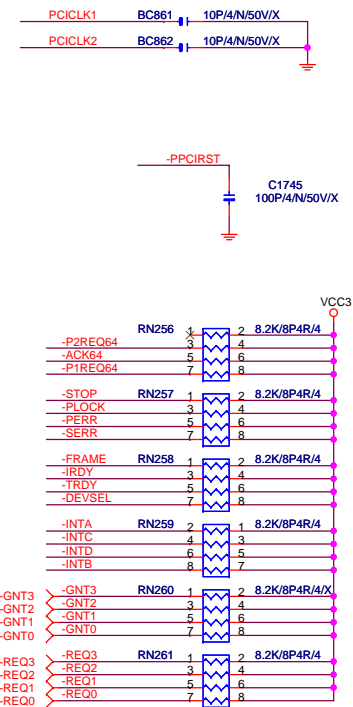 PCICLK1 BC861 10P/4/N/50V/X
PCICLK2 BC862 10P/4/N/50V/X
-PPCIRST
C1745
100P/4/N/50V/X
VCC3
RN256 1 2 8.2K/8P4R/4
-P2REQ64 3 4
-ACK64 5 6
-P1REQ64 7 8
-STOP RN257 1 2 8.2K/8P4R/4
-PLOCK 3 4
-PERR 5 6
-SERR 7 8
-FRAME RN258 1 2 8.2K/8P4R/4
-IRDY 3 4
-TRDY 5 6
-DEVSEL 7 8
-INTA RN259 2 1 8.2K/8P4R/4
-INTC 4 3
-INTD 6 5
-INTB 8 7
-GNT3 -GNT3 RN260 1 2 8.2K/8P4R/4/X
-GNT2 -GNT2 3 4
-GNT1 -GNT1 5 6
-GNT0 -GNT0 7 8
-REQ3 -REQ3 RN261 1 2 8.2K/8P4R/4
-REQ2 -REQ2 3 4
-REQ1 -REQ1 5 6
-REQ0 -REQ0 7 8